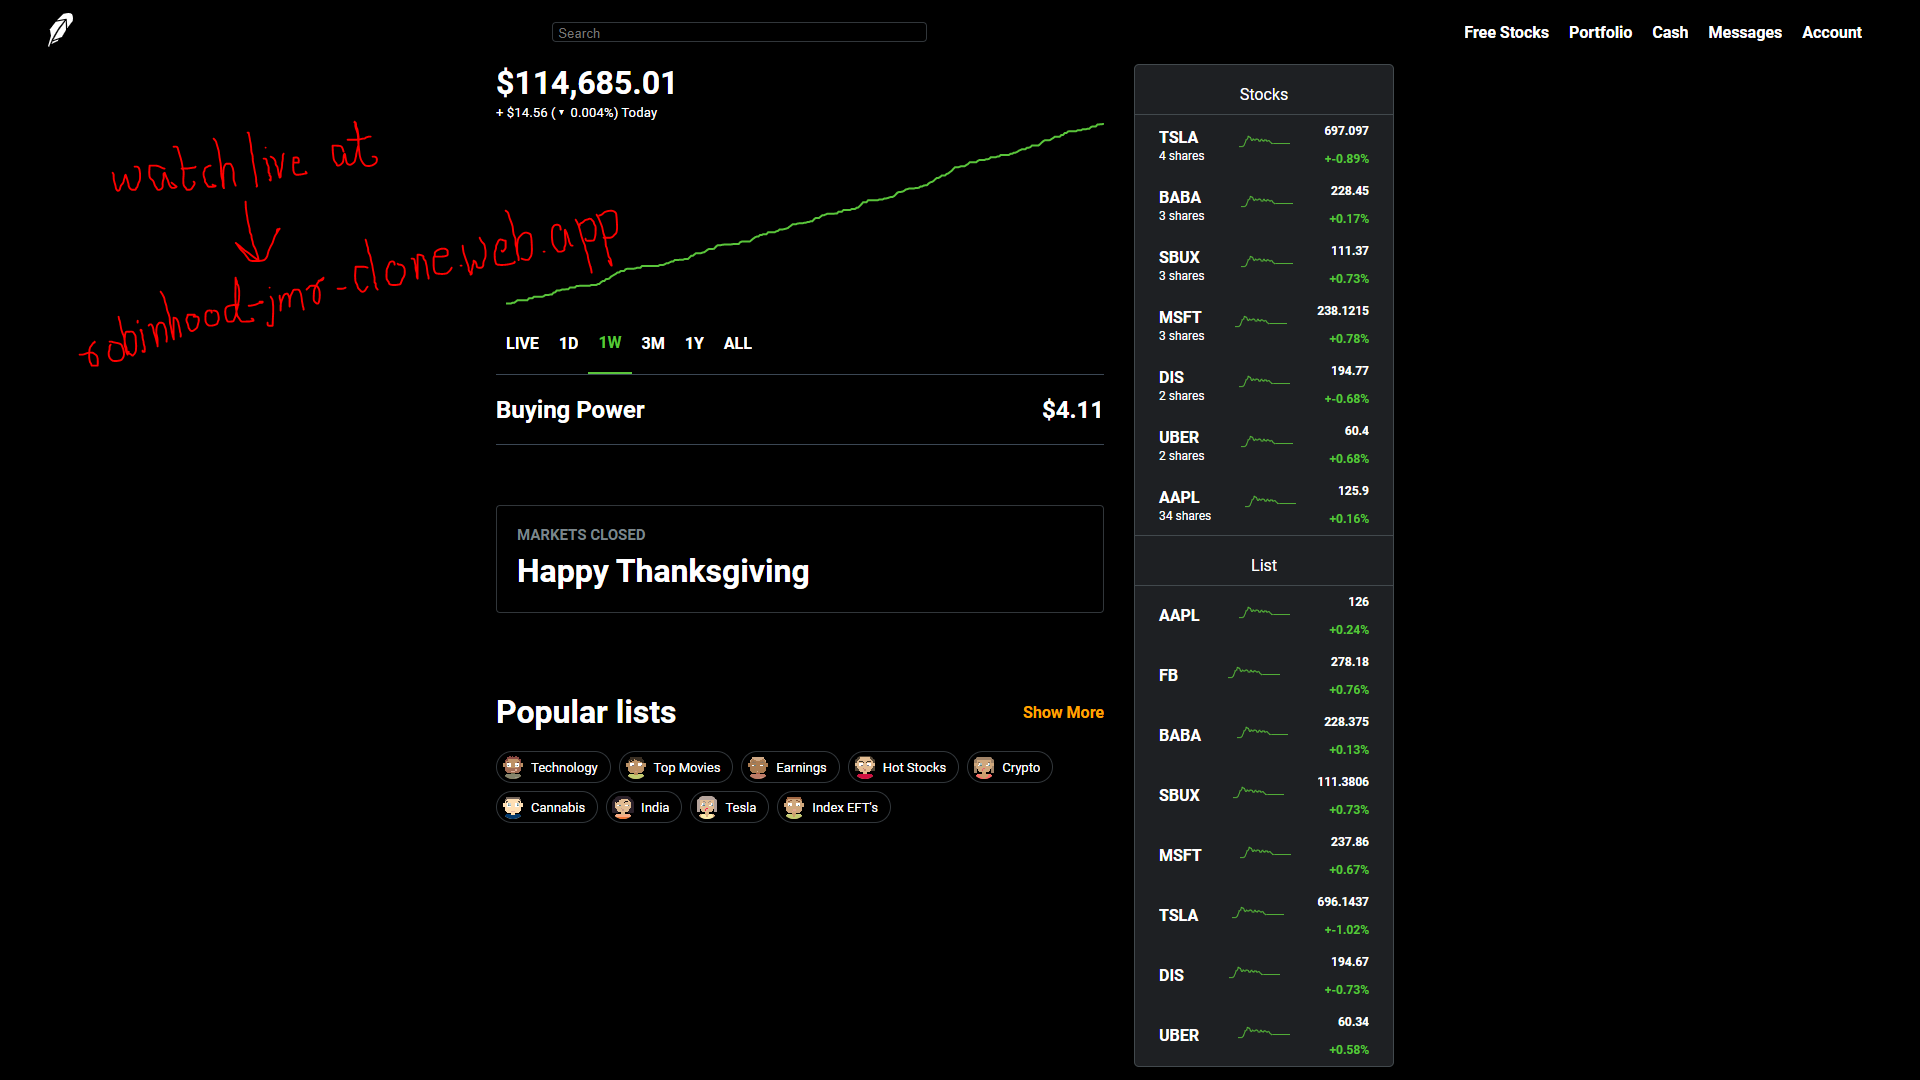 Search
Free Stocks
Portfolio
Cash
Messages
Account
$114,685.01
+ $14.56 (▼ 0.004%) Today
watch live at
robinhood-jmr-clone.web.app
LIVE
1D
1W
3M
1Y
ALL
Buying Power
$4.11
MARKETS CLOSED
Happy Thanksgiving
Popular lists
Show More
Technology
Top Movies
Earnings
Hot Stocks
Crypto
Cannabis
India
Tesla
Index EFT's
Stocks
TSLA
4 shares
697.097
+-0.89%
BABA
3 shares
228.45
+0.17%
SBUX
3 shares
111.37
+0.73%
MSFT
3 shares
238.1215
+0.78%
DIS
2 shares
194.77
+-0.68%
UBER
2 shares
60.4
+0.68%
AAPL
34 shares
125.9
+0.16%
List
AAPL
126
+0.24%
FB
278.18
+0.76%
BABA
228.375
+0.13%
SBUX
111.3806
+0.73%
MSFT
237.86
+0.67%
TSLA
696.1437
+-1.02%
DIS
194.67
+-0.73%
UBER
60.34
+0.58%